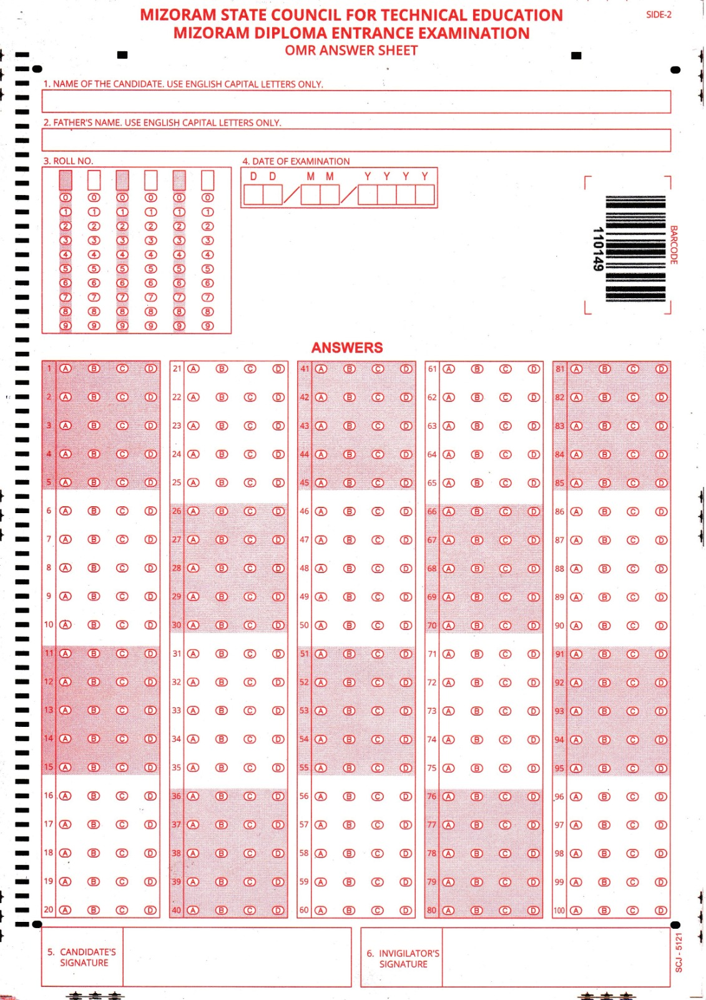 MIZORAM STATE COUNCIL FOR TECHNICAL EDUCATION
SIDE-2
MIZORAM DIPLOMA ENTRANCE EXAMINATION
OMR ANSWER SHEET
1. NAME OF THE CANDIDATE. USE ENGLISH CAPITAL LETTERS ONLY.
2. FATHER'S NAME. USE ENGLISH CAPITAL LETTERS ONLY.
3. ROLL NO.
0 0 0 0 0 0
1 1 1 1 1 1
2 2 2 2 2 2
3 3 3 3 3 3
4 4 4 4 4 4
5 5 5 5 5 5
6 6 6 6 6 6
7 7 7 7 7 7
8 8 8 8 8 8
9 9 9 9 9 9
4. DATE OF EXAMINATION
D D M M Y Y Y Y
110149
BARCODE
ANSWERS
1 A B C D 21 A B C D 41 A B C D 61 A B C D 81 A B C D
2 A B C D 22 A B C D 42 A B C D 62 A B C D 82 A B C D
3 A B C D 23 A B C D 43 A B C D 63 A B C D 83 A B C D
4 A B C D 24 A B C D 44 A B C D 64 A B C D 84 A B C D
5 A B C D 25 A B C D 45 A B C D 65 A B C D 85 A B C D
6 A B C D 26 A B C D 46 A B C D 66 A B C D 86 A B C D
7 A B C D 27 A B C D 47 A B C D 67 A B C D 87 A B C D
8 A B C D 28 A B C D 48 A B C D 68 A B C D 88 A B C D
9 A B C D 29 A B C D 49 A B C D 69 A B C D 89 A B C D
10 A B C D 30 A B C D 50 A B C D 70 A B C D 90 A B C D
11 A B C D 31 A B C D 51 A B C D 71 A B C D 91 A B C D
12 A B C D 32 A B C D 52 A B C D 72 A B C D 92 A B C D
13 A B C D 33 A B C D 53 A B C D 73 A B C D 93 A B C D
14 A B C D 34 A B C D 54 A B C D 74 A B C D 94 A B C D
15 A B C D 35 A B C D 55 A B C D 75 A B C D 95 A B C D
16 A B C D 36 A B C D 56 A B C D 76 A B C D 96 A B C D
17 A B C D 37 A B C D 57 A B C D 77 A B C D 97 A B C D
18 A B C D 38 A B C D 58 A B C D 78 A B C D 98 A B C D
19 A B C D 39 A B C D 59 A B C D 79 A B C D 99 A B C D
20 A B C D 40 A B C D 60 A B C D 80 A B C D 100 A B C D
5. CANDIDATE'S
SIGNATURE
6. INVIGILATOR'S
SIGNATURE
SCJ - 5121